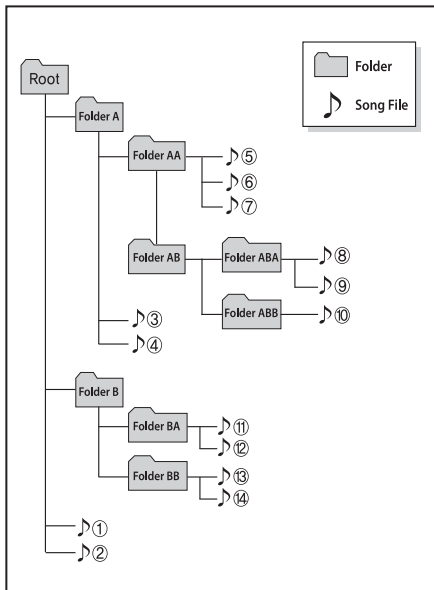 Root
Folder
Song File
Folder A
Folder AA
⑤
⑥
⑦
Folder AB
Folder ABA
⑧
⑨
Folder ABB
⑩
③
④
Folder B
Folder BA
⑪
⑫
Folder BB
⑬
⑭
①
②